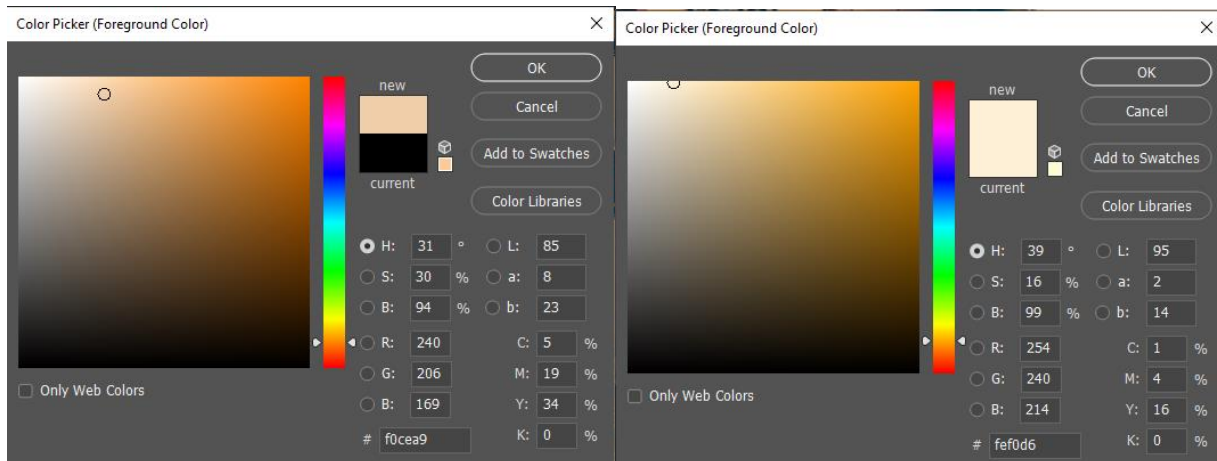 Color Picker (Foreground Color)
new
current
OK
Cancel
Add to Swatches
Color Libraries
H: 31 ° L: 85
S: 30 % a: 8
B: 94 % b: 23
R: 240 C: 5 %
G: 206 M: 19 %
B: 169 Y: 34 %
# f0cea9 K: 0 %
Only Web Colors
Color Picker (Foreground Color)
new
current
OK
Cancel
Add to Swatches
Color Libraries
H: 39 ° L: 95
S: 16 % a: 2
B: 99 % b: 14
R: 254 C: 1 %
G: 240 M: 4 %
B: 214 Y: 16 %
# fef0d6 K: 0 %
Only Web Colors